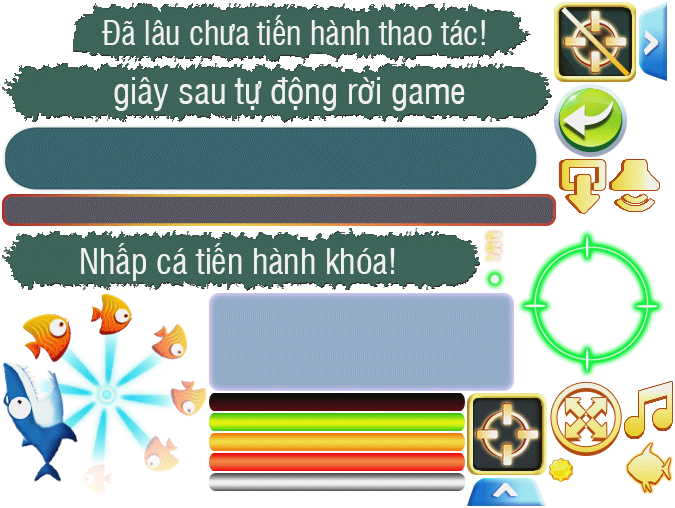 Đã lâu chưa tiến hành thao tác!
giây sau tự động rời game
Nhấp cá tiến hành khóa!